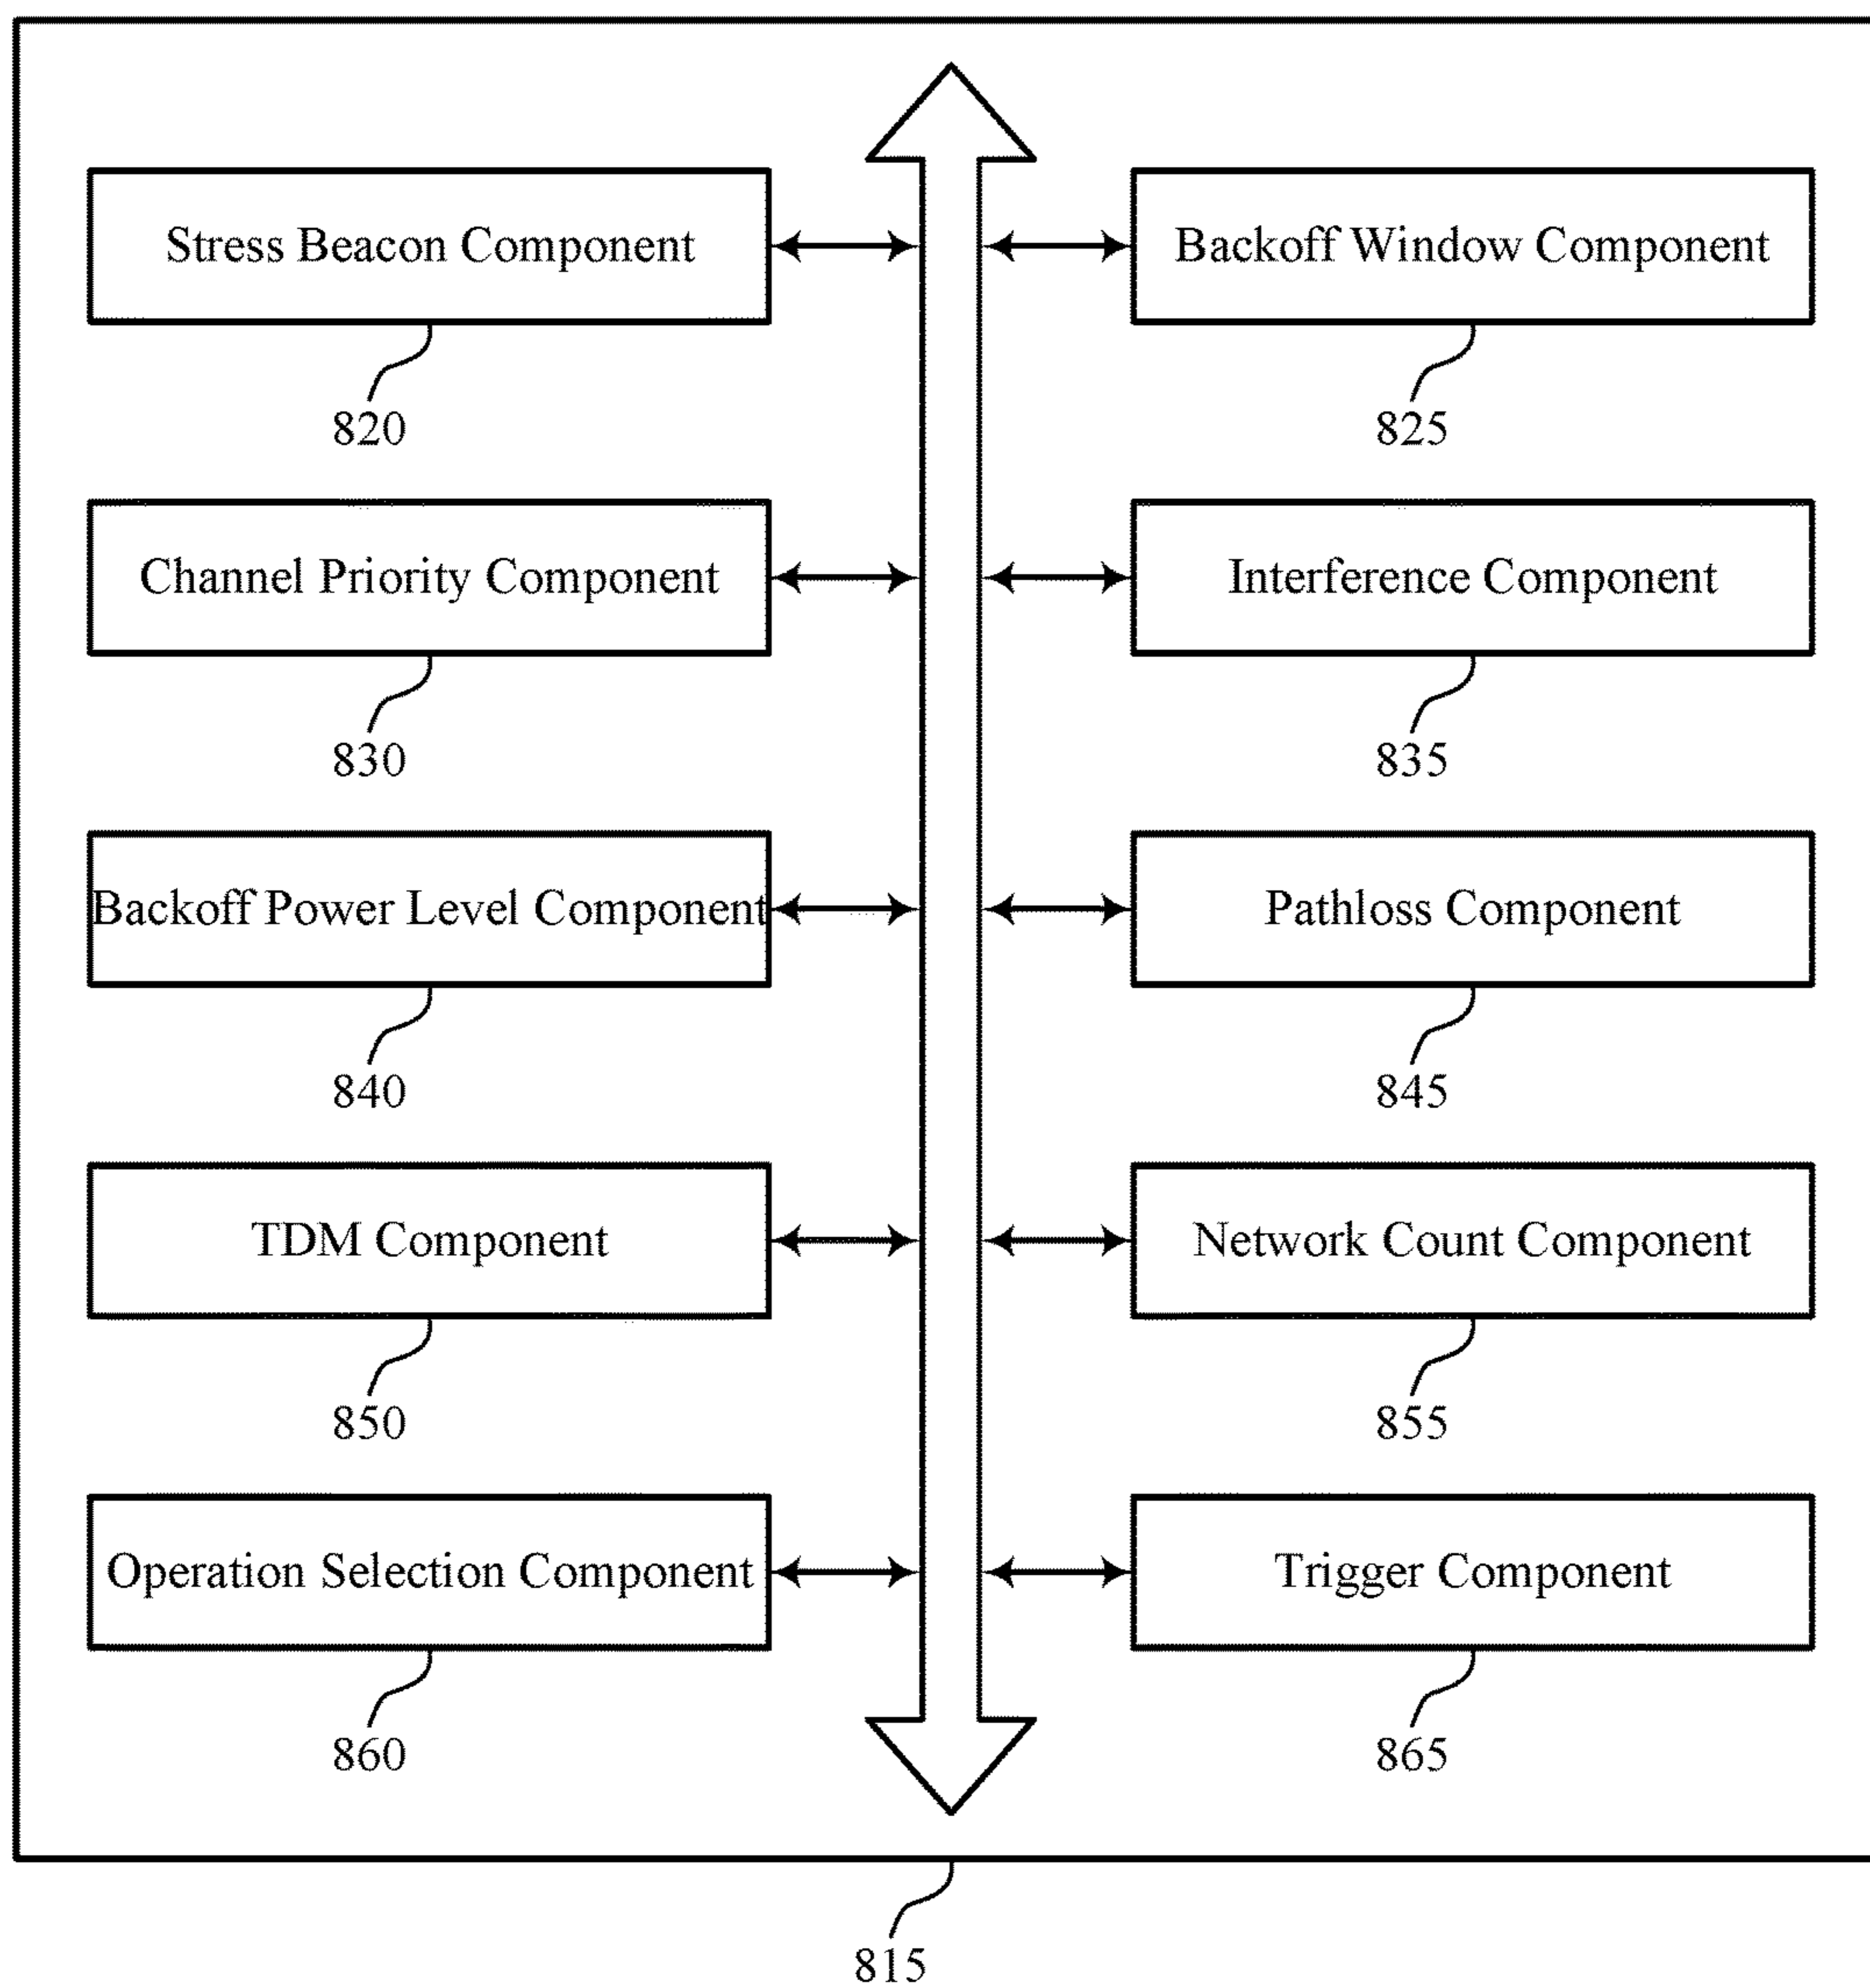 Stress Beacon Component
Backoff Window Component
820
825
Channel Priority Component
Interference Component
830
835
Backoff Power Level Component
Pathloss Component
840
845
TDM Component
Network Count Component
850
855
Operation Selection Component
Trigger Component
860
865
815